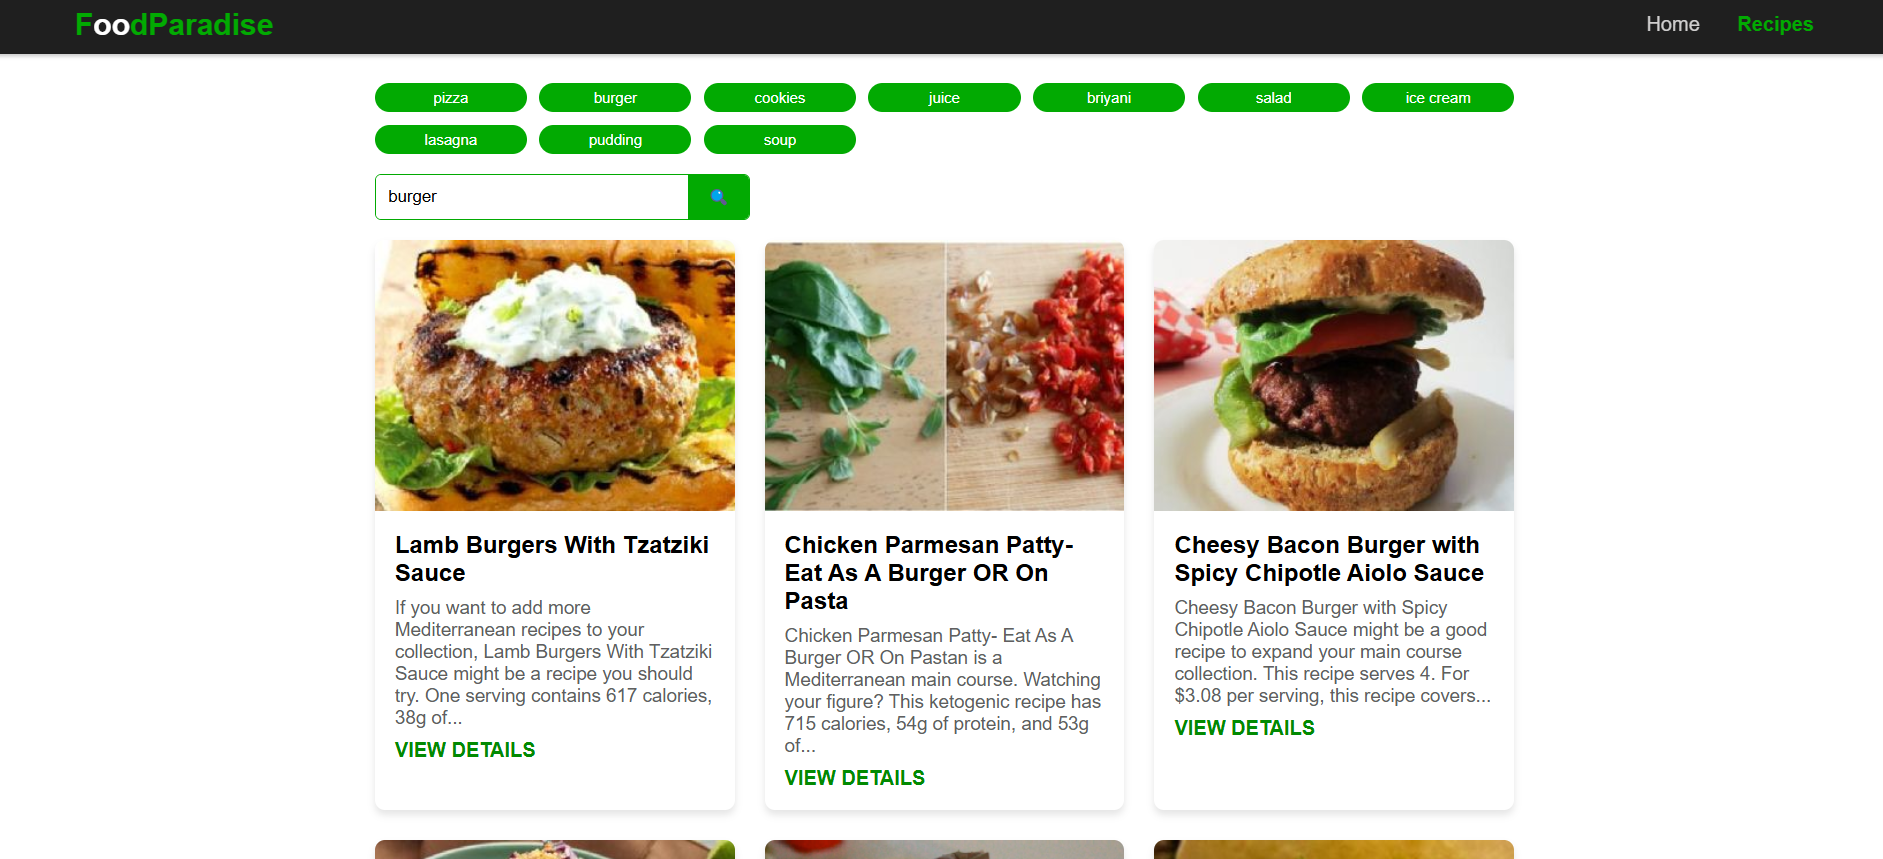 FoodParadise
Home Recipes
pizza burger cookies juice briyani salad ice cream
lasagna pudding soup
burger
Lamb Burgers With Tzatziki
Sauce
If you want to add more
Mediterranean recipes to your
collection, Lamb Burgers With Tzatziki
Sauce might be a recipe you should
try. One serving contains 617 calories,
38g of...
VIEW DETAILS
Chicken Parmesan Patty-
Eat As A Burger OR On
Pasta
Chicken Parmesan Patty- Eat As A
Burger OR On Pastan is a
Mediterranean main course. Watching
your figure? This ketogenic recipe has
715 calories, 54g of protein, and 53g
of...
VIEW DETAILS
Cheesy Bacon Burger with
Spicy Chipotle Aiolo Sauce
Cheesy Bacon Burger with Spicy
Chipotle Aiolo Sauce might be a good
recipe to expand your main course
collection. This recipe serves 4. For
$3.08 per serving, this recipe covers...
VIEW DETAILS